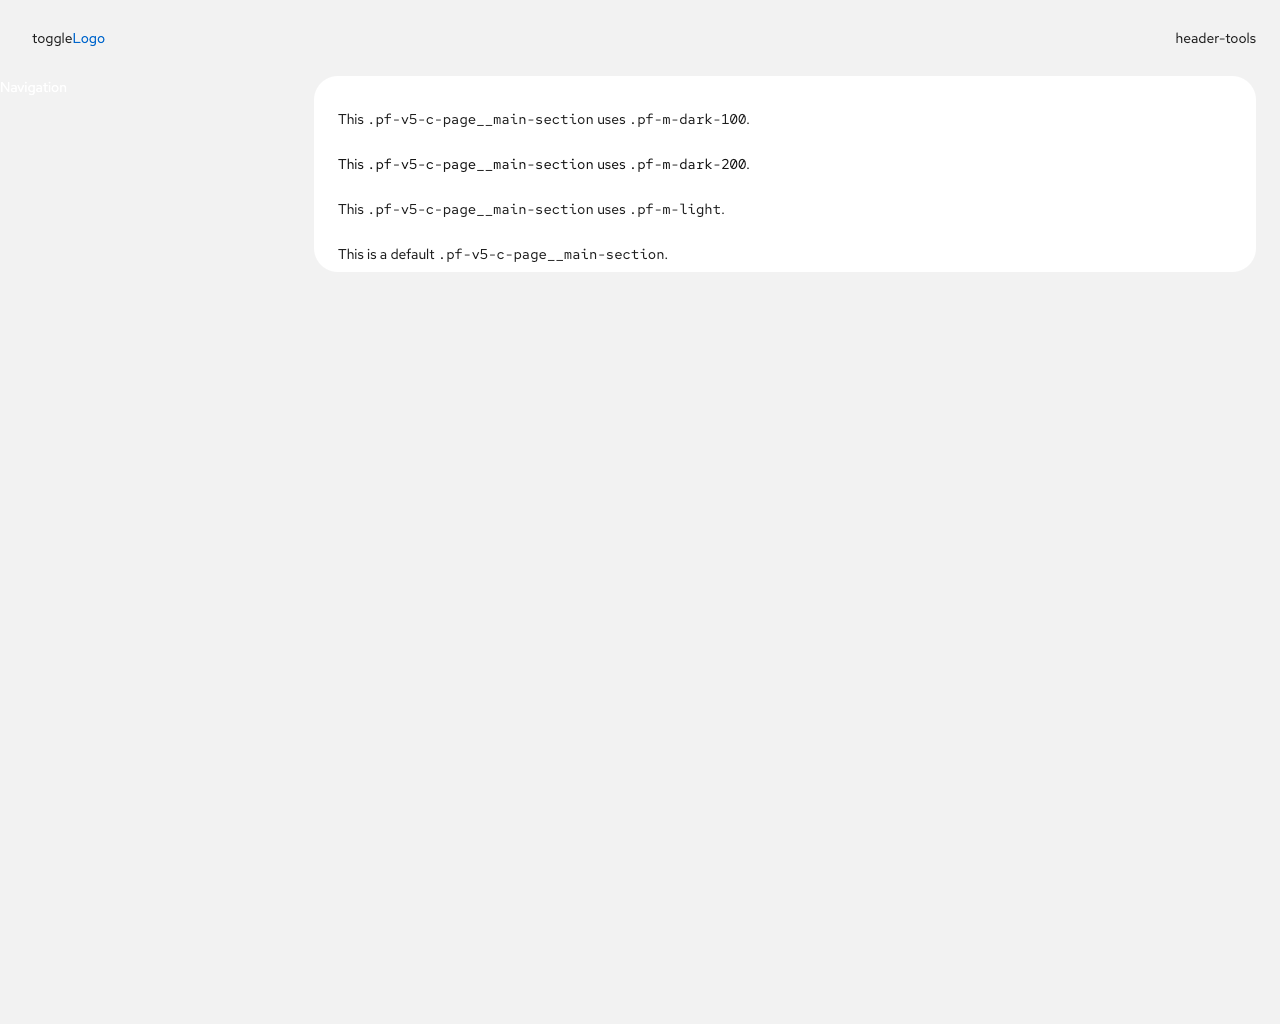 toggleLogo
header-tools
Navigation
This .pf-v5-c-page__main-section uses .pf-m-dark-100.
This .pf-v5-c-page__main-section uses .pf-m-dark-200.
This .pf-v5-c-page__main-section uses .pf-m-light.
This is a default .pf-v5-c-page__main-section.